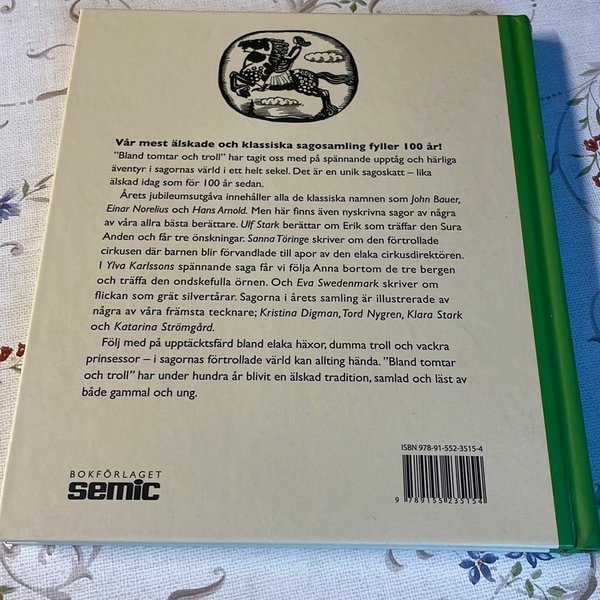 Vår mest älskade och klassiska sagosamling fyller 100 år!
"Bland tomtar och troll" har tagit oss med på spännande upptåg och härliga
äventyr i sagornas värld i ett helt sekel. Det är en unik sagoskatt – lika
älskad idag som för 100 år sedan.
Årets jubileumsutgåva innehåller alla de klassiska namnen som John Bauer,
Einar Norelius och Hans Arnold. Men här finns även nyskrivna sagor av några
av våra allra bästa berättare. Ulf Stark berättar om Erik som träffar den Sura
Anden och får tre önskningar. Sanna Töringe skriver om den förtrollade
cirkusen där barnen blir förvandlade till apor av den elaka cirkusdirektören.
I Ylva Karlssons spännande saga får vi följa Anna bortom de tre bergen
och träffa den ondskefulla örnen. Och Eva Swedenmark skriver om
flickan som grät silvertårar. Sagorna i årets samling är illustrerade av
några av våra främsta tecknare; Kristina Digman, Tord Nygren, Klara Stark
och Katarina Strömgård.
Följ med på upptäcktsfärd bland elaka häxor, dumma troll och vackra
prinsessor – i sagornas förtrollade värld kan allting hända. "Bland tomtar
och troll" har under hundra år blivit en älskad tradition, samlad och läst av
både gammal och ung.
ISBN 978-91-552-3515-4
BOKFÖRLAGET
semic
9 789155 235154